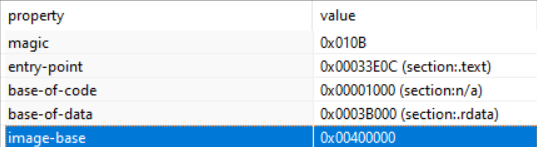 property value
magic 0x010B
entry-point 0x00033E0C (section:.text)
base-of-code 0x00001000 (section:n/a)
base-of-data 0x0003B000 (section:.rdata)
image-base 0x00400000